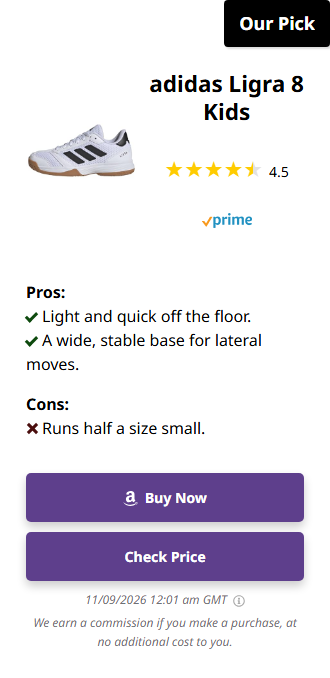 Our Pick
adidas Ligra 8
Kids
4.5
prime
Pros:
Light and quick off the floor.
A wide, stable base for lateral
moves.
Cons:
Runs half a size small.
Buy Now
Check Price
11/09/2026 12:01 am GMT
We earn a commission if you make a purchase, at
no additional cost to you.